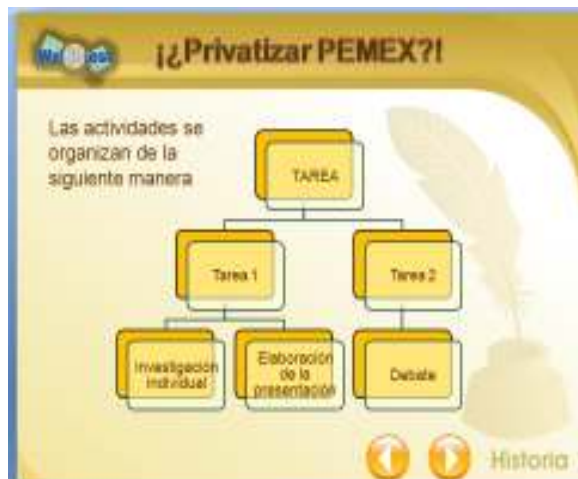 WebQuest
¡¿Privatizar PEMEX?!
Las actividades se
organizan de la
siguiente manera
TAREA
Tarea 1
Tarea 2
Investigación
individual
Elaboración
de la
presentación
Debate
Historia